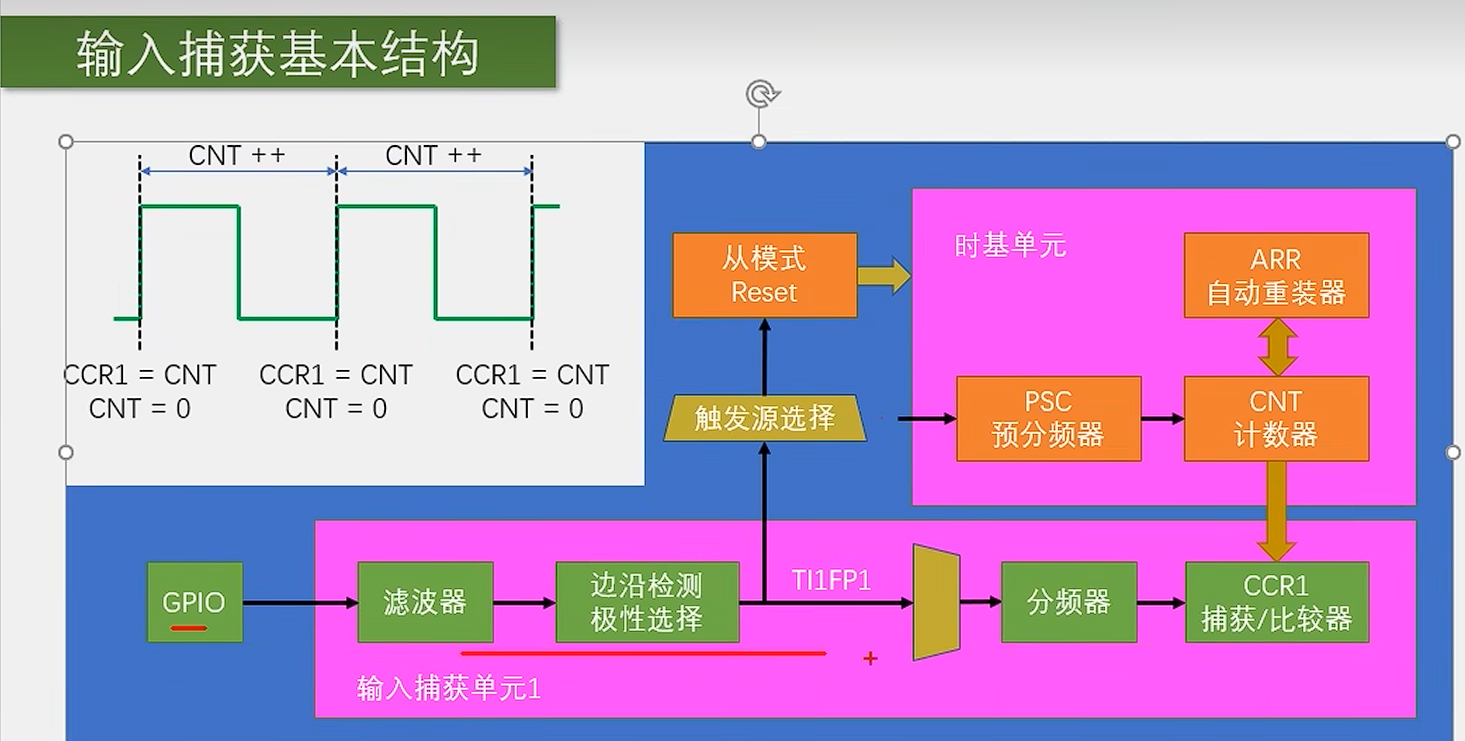 输入捕获基本结构
CNT ++
CNT ++
CCR1 = CNT
CNT = 0
CCR1 = CNT
CNT = 0
CCR1 = CNT
CNT = 0
从模式
Reset
时基单元
ARR
自动重装器
触发源选择
PSC
预分频器
CNT
计数器
GPIO
滤波器
边沿检测
极性选择
TI1FP1
分频器
CCR1
捕获/比较器
输入捕获单元1